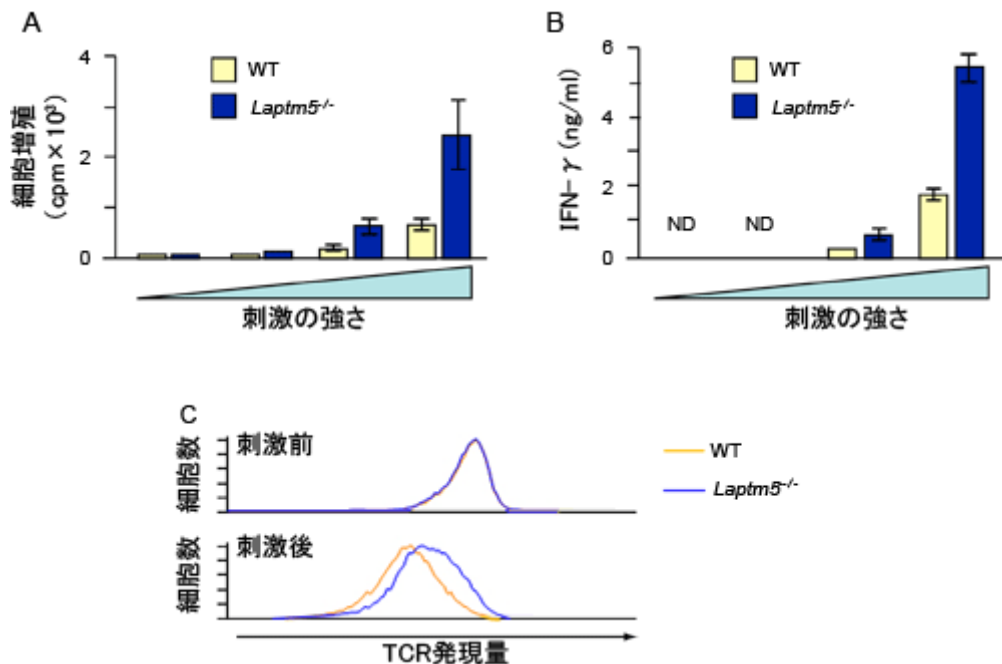 A
4
2
0
細胞増殖
(cpm×10³)
WT
Laptm5⁻/⁻
刺激の強さ
B
6
4
2
0
IFN-γ (ng/ml)
WT
Laptm5⁻/⁻
ND
ND
刺激の強さ
C
細胞数
刺激前
細胞数
刺激後
TCR発現量
WT
Laptm5⁻/⁻